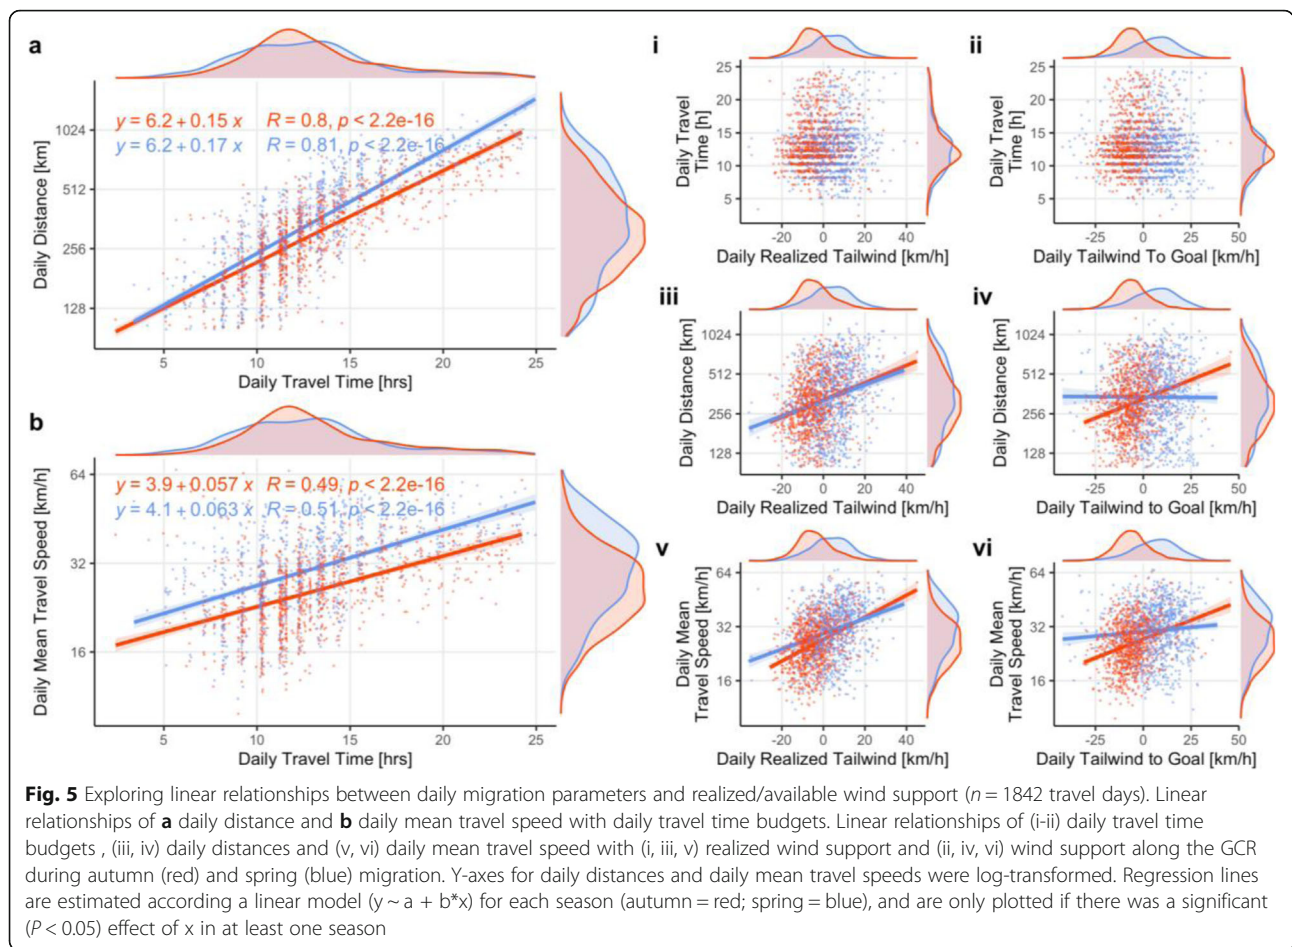 a
y = 6.2 + 0.15 x R = 0.8, p < 2.2e-16
y = 6.2 + 0.17 x R = 0.81, p < 2.2e-16
1024
512
256
128
Daily Distance [km]
5 10 15 20 25
Daily Travel Time [hrs]
b
y = 3.9 + 0.057 x R = 0.49, p < 2.2e-16
y = 4.1 + 0.063 x R = 0.51, p < 2.2e-16
64
32
16
Daily Mean Travel Speed [km/h]
5 10 15 20 25
Daily Travel Time [hrs]
i
25
20
15
10
5
Daily Travel
Time [h]
-20 0 20 40
Daily Realized Tailwind [km/h]
ii
25
20
15
10
5
Daily Travel
Time [h]
-25 0 25 50
Daily Tailwind To Goal [km/h]
iii
1024
512
256
128
Daily Distance [km]
-20 0 20 40
Daily Realized Tailwind [km/h]
iv
1024
512
256
128
Daily Distance [km]
-25 0 25 50
Daily Tailwind to Goal [km/h]
v
64
32
16
Daily Mean
Travel Speed [km/h]
-20 0 20 40
Daily Realized Tailwind [km/h]
vi
64
32
16
Daily Mean
Travel Speed [km/h]
-25 0 25 50
Daily Tailwind to Goal [km/h]
Fig. 5 Exploring linear relationships between daily migration parameters and realized/available wind support (n = 1842 travel days). Linear
relationships of a daily distance and b daily mean travel speed with daily travel time budgets. Linear relationships of (i-ii) daily travel time
budgets , (iii, iv) daily distances and (v, vi) daily mean travel speed with (i, iii, v) realized wind support and (ii, iv, vi) wind support along the GCR
during autumn (red) and spring (blue) migration. Y-axes for daily distances and daily mean travel speeds were log-transformed. Regression lines
are estimated according a linear model (y ~ a + b*x) for each season (autumn = red; spring = blue), and are only plotted if there was a significant
(P < 0.05) effect of x in at least one season